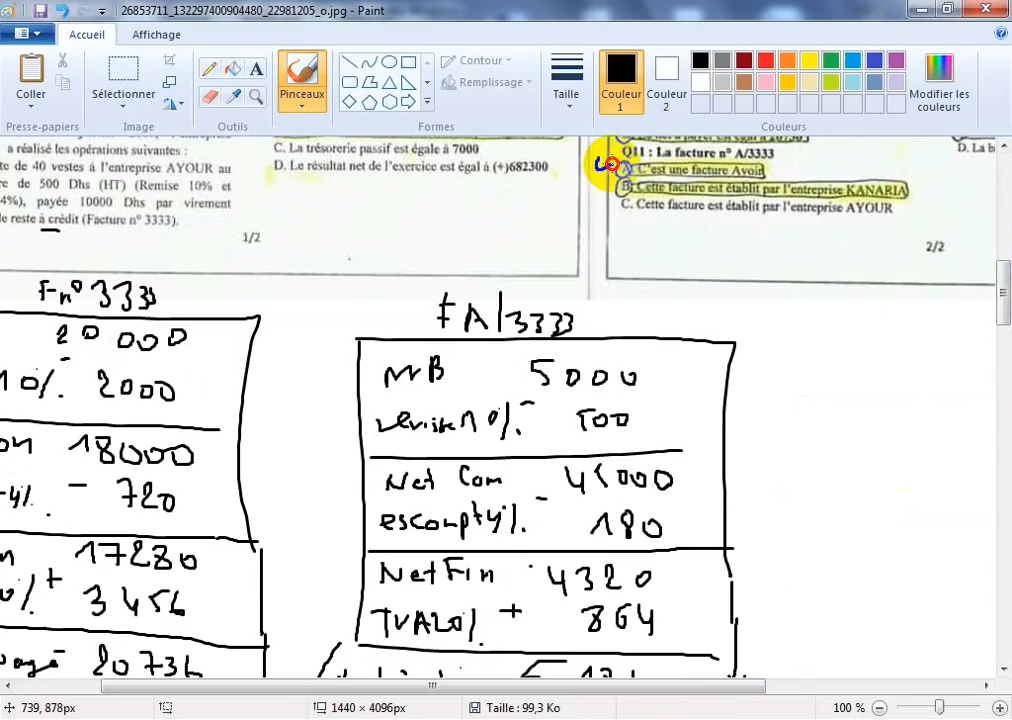 26853711_132297400904480_22981205_o.jpg - Paint
Accueil Affichage
Coller
Sélectionner
Pinceaux
Contour
Remplissage
Taille
Couleur 1
Couleur 2
Modifier les couleurs
Presse-papiers
Image
Outils
Formes
Couleurs
a réalisé les opérations suivantes :
te de 40 vestes à l'entreprise AYOUR au
re de 500 Dhs (HT) (Remise 10% et
4%), payée 10000 Dhs par virement
le reste à crédit (Facture n° 3333).
C. La trésorerie passif est égale à 7000
D. Le résultat net de l'exercice est égal à (+)682300
1/2
Q11 : La facture n° A/3333
A. C'est une facture Avoir
B. Cette facture est établit par l'entreprise KANARIA
C. Cette facture est établit par l'entreprise AYOUR
D. La b
2/2
F n° 3333
20 000
10%. - 2000
18000
4%. - 720
17280
0%. + 3456
20736
F A/3333
MB 5000
remise 10%. - 500
Net Com 45000
escompt 4%. - 180
Net Fin 4320
TVA 20%. + 864
739, 878px
1440 × 4096px
Taille : 99,3 Ko
100 %